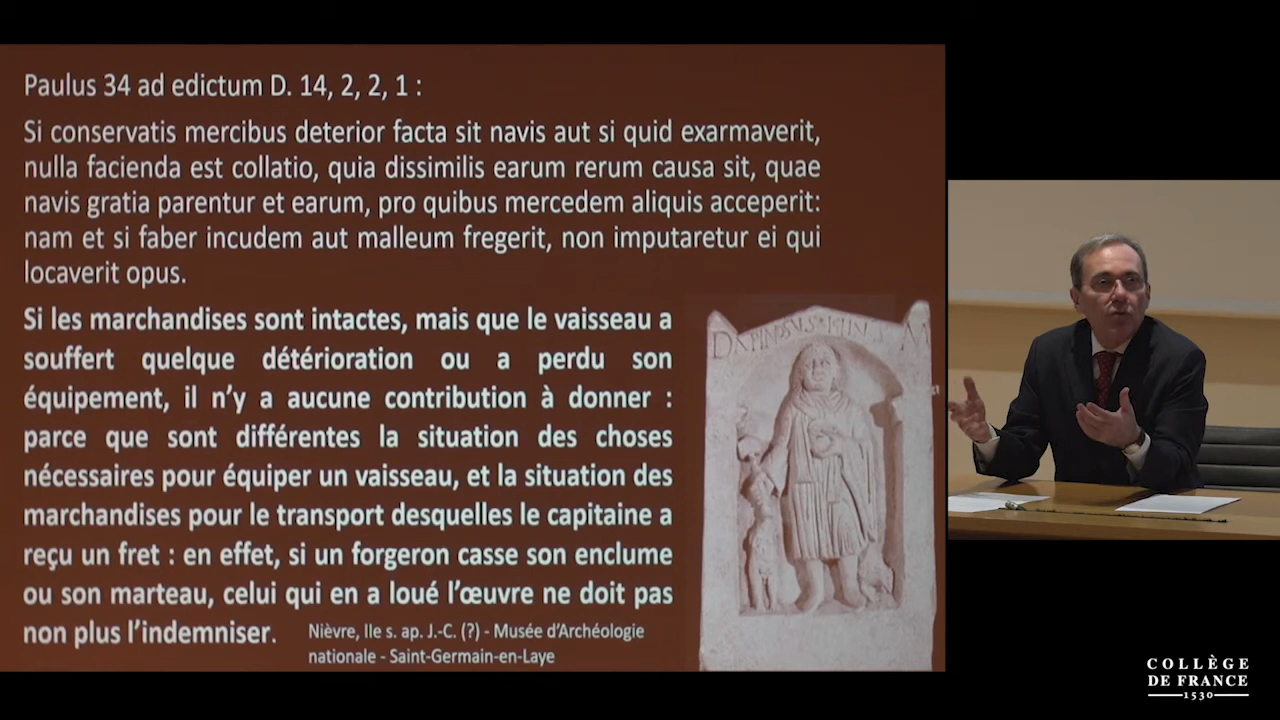 Paulus 34 ad edictum D. 14, 2, 2, 1 :
Si conservatis mercibus deterior facta sit navis aut si quid exarmaverit,
nulla facienda est collatio, quia dissimilis earum rerum causa sit, quae
navis gratia parentur et earum, pro quibus mercedem aliquis acceperit:
nam et si faber incudem aut malleum fregerit, non imputaretur ei qui
locaverit opus.
Si les marchandises sont intactes, mais que le vaisseau a
souffert quelque détérioration ou a perdu son
équipement, il n’y a aucune contribution à donner :
parce que sont différentes la situation des choses
nécessaires pour équiper un vaisseau, et la situation des
marchandises pour le transport desquelles le capitaine a
reçu un fret : en effet, si un forgeron casse son enclume
ou son marteau, celui qui en a loué l’œuvre ne doit pas
non plus l’indemniser.
Nièvre, IIe s. ap. J.-C. (?) - Musée d’Archéologie
nationale - Saint-Germain-en-Laye
COLLÈGE
DE FRANCE
1530